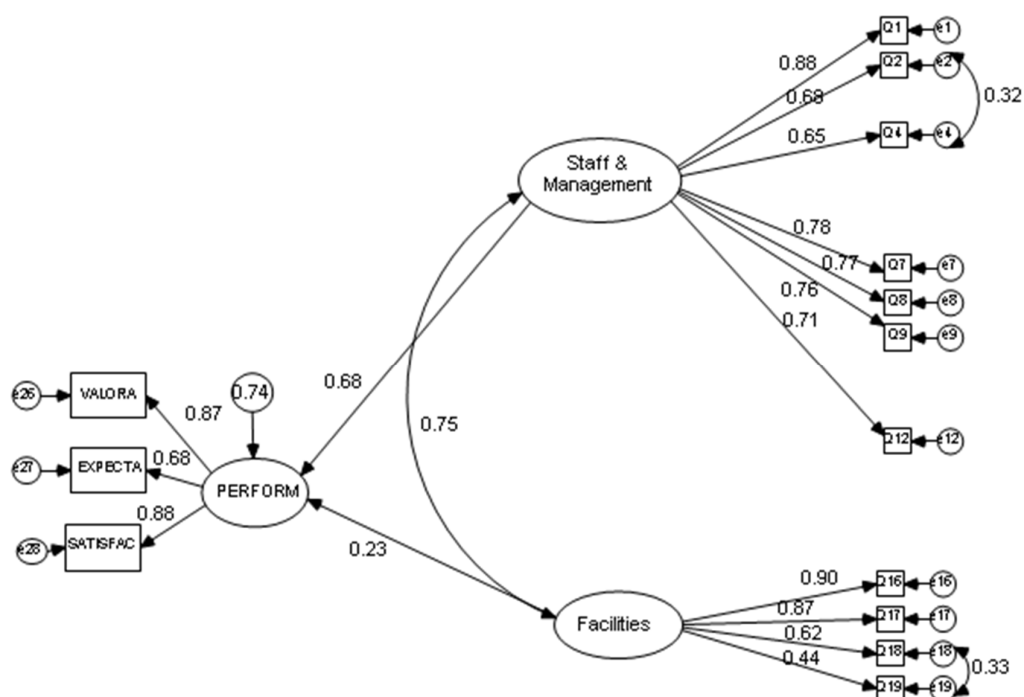 Q1 e1
0.88
Q2 e2
0.68
0.32
0.65
Q4 e4
Staff &
Management
0.78
0.77
Q7 e7
0.76
Q8 e8
0.71
Q9 e9
0.68
0.74
e26 VALORA
0.87
0.75
Q12 e12
0.68
e27 EXPECTA
PERFORM
0.88
e28 SATISFAC
0.23
0.90
Q16 e16
0.87
Facilities
Q17 e17
0.62
Q18 e18
0.44
0.33
Q19 e19